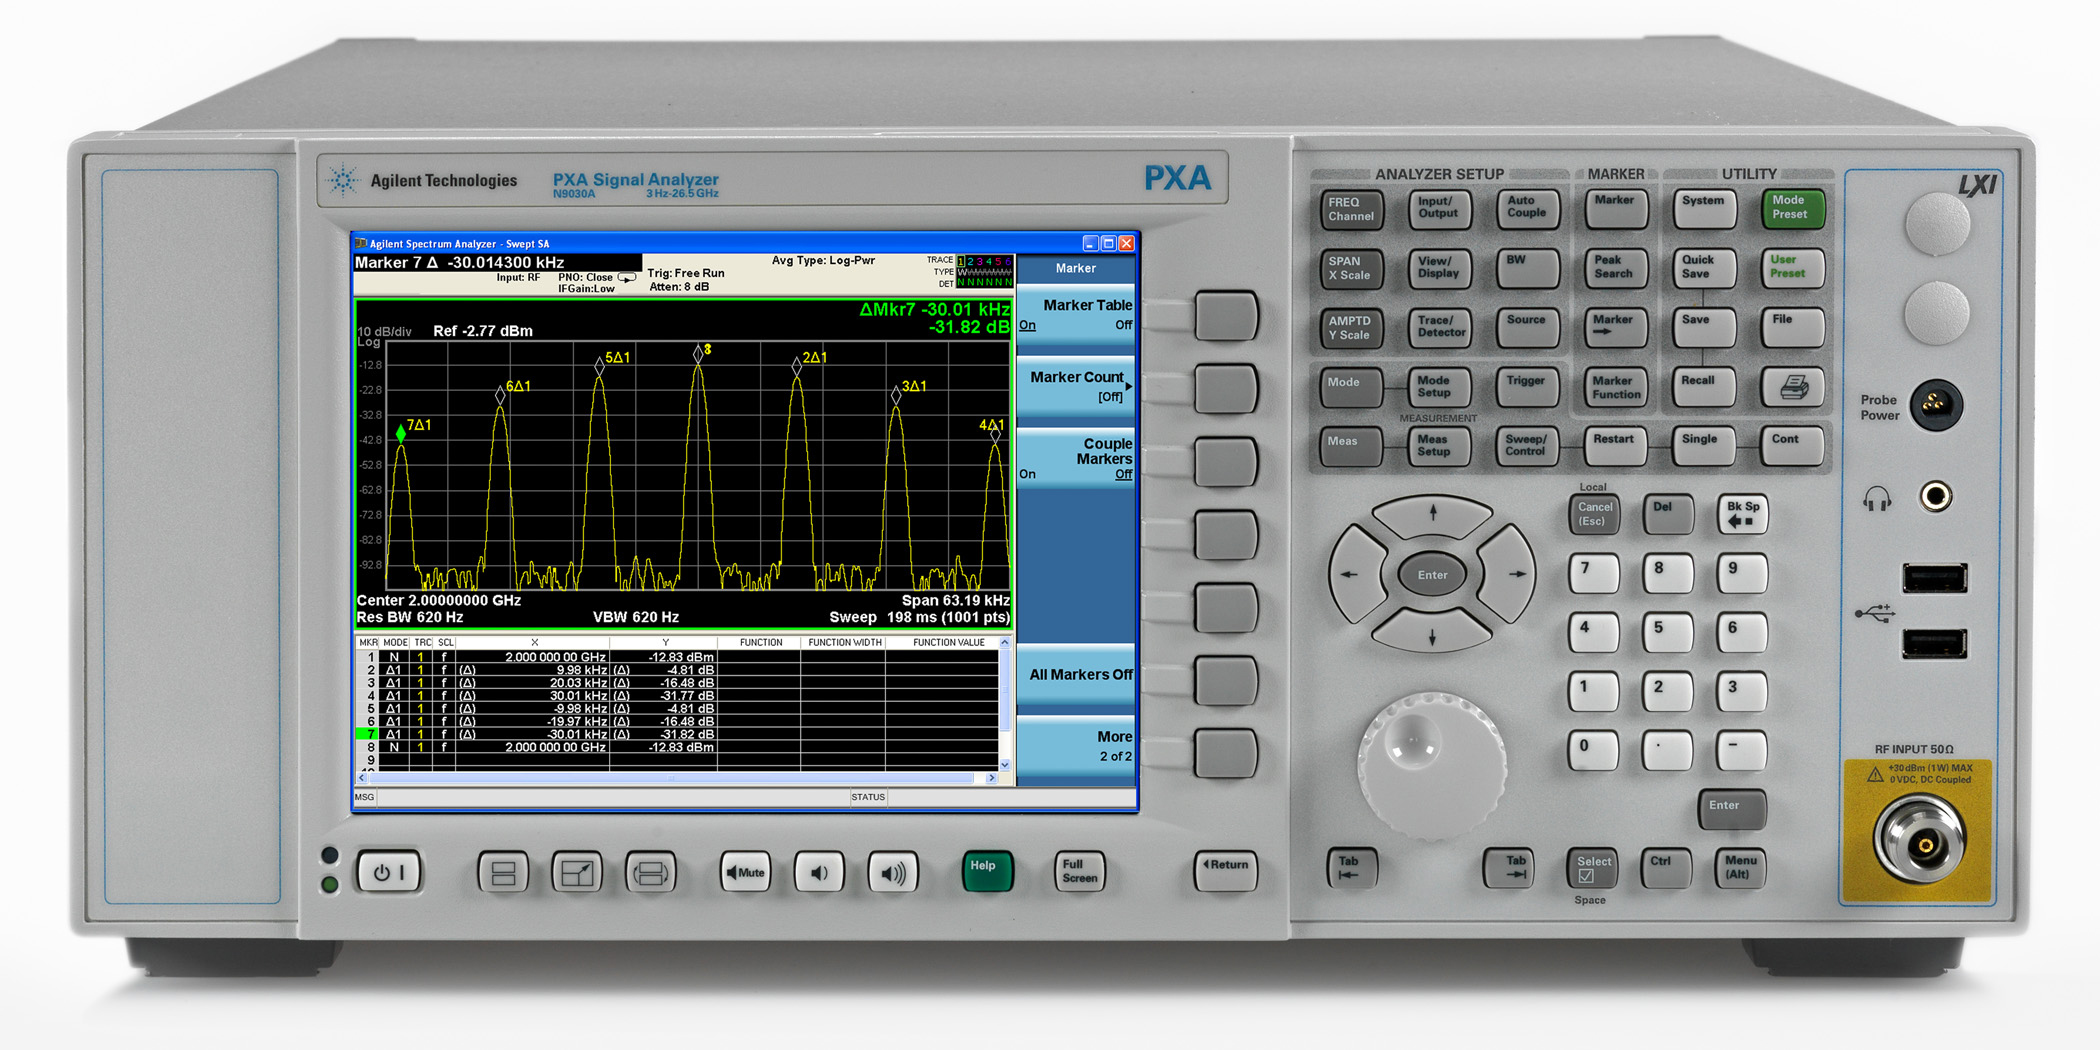 Agilent Technologies
PXA Signal Analyzer
N9030A 3 Hz-26.5 GHz
PXA
Agilent Spectrum Analyzer - Swept SA
Marker 7 Δ -30.014300 kHz
Input: RF
PNO: Close
IFGain:Low
Trig: Free Run
Atten: 8 dB
Avg Type: Log-Pwr
TRACE 1 2 3 4 5 6
TYPE
DET N N N N N N
ΔMkr7 -30.01 kHz
-31.82 dB
10 dB/div
Log
Ref -2.77 dBm
-12.8
-22.8
-32.8
-42.8
-52.8
-62.8
-72.8
-82.8
-92.8
7Δ1
6Δ1
5Δ1
8
2Δ1
3Δ1
4Δ1
Center 2.00000000 GHz
Span 63.19 kHz
Res BW 620 Hz
VBW 620 Hz
Sweep 198 ms (1001 pts)
MKR MODE TRC SCL X Y FUNCTION FUNCTION WIDTH FUNCTION VALUE
1 N 1 f 2.000 000 00 GHz -12.83 dBm
2 Δ1 1 f (Δ) 9.98 kHz (Δ) -4.81 dB
3 Δ1 1 f (Δ) 20.03 kHz (Δ) -16.48 dB
4 Δ1 1 f (Δ) 30.01 kHz (Δ) -31.77 dB
5 Δ1 1 f (Δ) -9.98 kHz (Δ) -4.81 dB
6 Δ1 1 f (Δ) -19.97 kHz (Δ) -16.48 dB
7 Δ1 1 f (Δ) -30.01 kHz (Δ) -31.82 dB
8 N 1 f 2.000 000 00 GHz -12.83 dBm
9
MSG
STATUS
Marker
Marker Table
On Off
Marker Count
[Off]
Couple
Markers
On Off
All Markers Off
More
2 of 2
Mute
Help
Full
Screen
Return
ANALYZER SETUP
MARKER
UTILITY
FREQ
Channel
Input/
Output
Auto
Couple
Marker
System
Mode
Preset
SPAN
X Scale
View/
Display
BW
Peak
Search
Quick
Save
User
Preset
AMPTD
Y Scale
Trace/
Detector
Source
Marker
Save
File
Mode
Mode
Setup
Trigger
Marker
Function
Recall
MEASUREMENT
Meas
Meas
Setup
Sweep/
Control
Restart
Single
Cont
Local
Cancel
(Esc)
Del
Bk Sp
Enter
7
8
9
4
5
6
1
2
3
0
.
–
Enter
Tab
Tab
Select
Space
Ctrl
Menu
(Alt)
LXI
Probe
Power
RF INPUT 50Ω
+30dBm (1W) MAX
0 VDC, DC Coupled